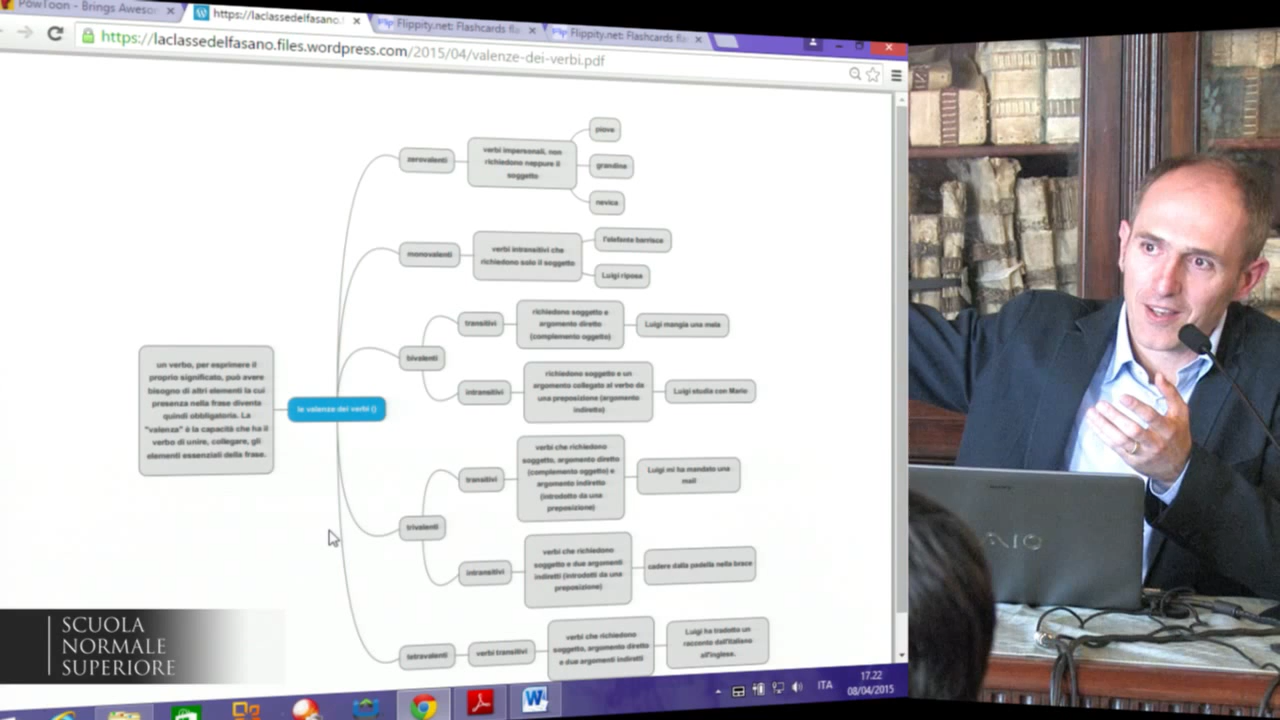 PowToon - Brings Awesom
https://laclassedelfasano.f
Flippity.net: Flashcards fla
Flippity.net: Flashcards fla
https://laclassedelfasano.files.wordpress.com/2015/04/valenze-dei-verbi.pdf
un verbo, per esprimere il
proprio significato, può avere
bisogno di altri elementi la cui
presenza nella frase diventa
quindi obbligatoria. La
"valenza" è la capacità che ha il
verbo di unire, collegare, gli
elementi essenziali della frase.
le valenze dei verbi ()
zerovalenti
verbi impersonali, non
richiedono neppure il
soggetto
piove
grandina
nevica
monovalenti
verbi intransitivi che
richiedono solo il soggetto
l'elefante barrisce
Luigi riposa
bivalenti
transitivi
richiedono soggetto e
argomento diretto
(complemento oggetto)
Luigi mangia una mela
intransitivi
richiedono soggetto e un
argomento collegato al verbo da
una preposizione (argomento
indiretto)
Luigi studia con Mario
trivalenti
transitivi
verbi che richiedono
soggetto, argomento diretto
(complemento oggetto) e
argomento indiretto
(introdotto da una
preposizione)
Luigi mi ha mandato una
mail
intransitivi
verbi che richiedono
soggetto e due argomenti
indiretti (introdotti da una
preposizione)
cadere dalla padella nella brace
tetravalenti
verbi transitivi
verbi che richiedono
soggetto, argomento diretto
e due argomenti indiretti
Luigi ha tradotto un
racconto dall'italiano
all'inglese.
SCUOLA
NORMALE
SUPERIORE
ITA
17.22
08/04/2015
VAIO